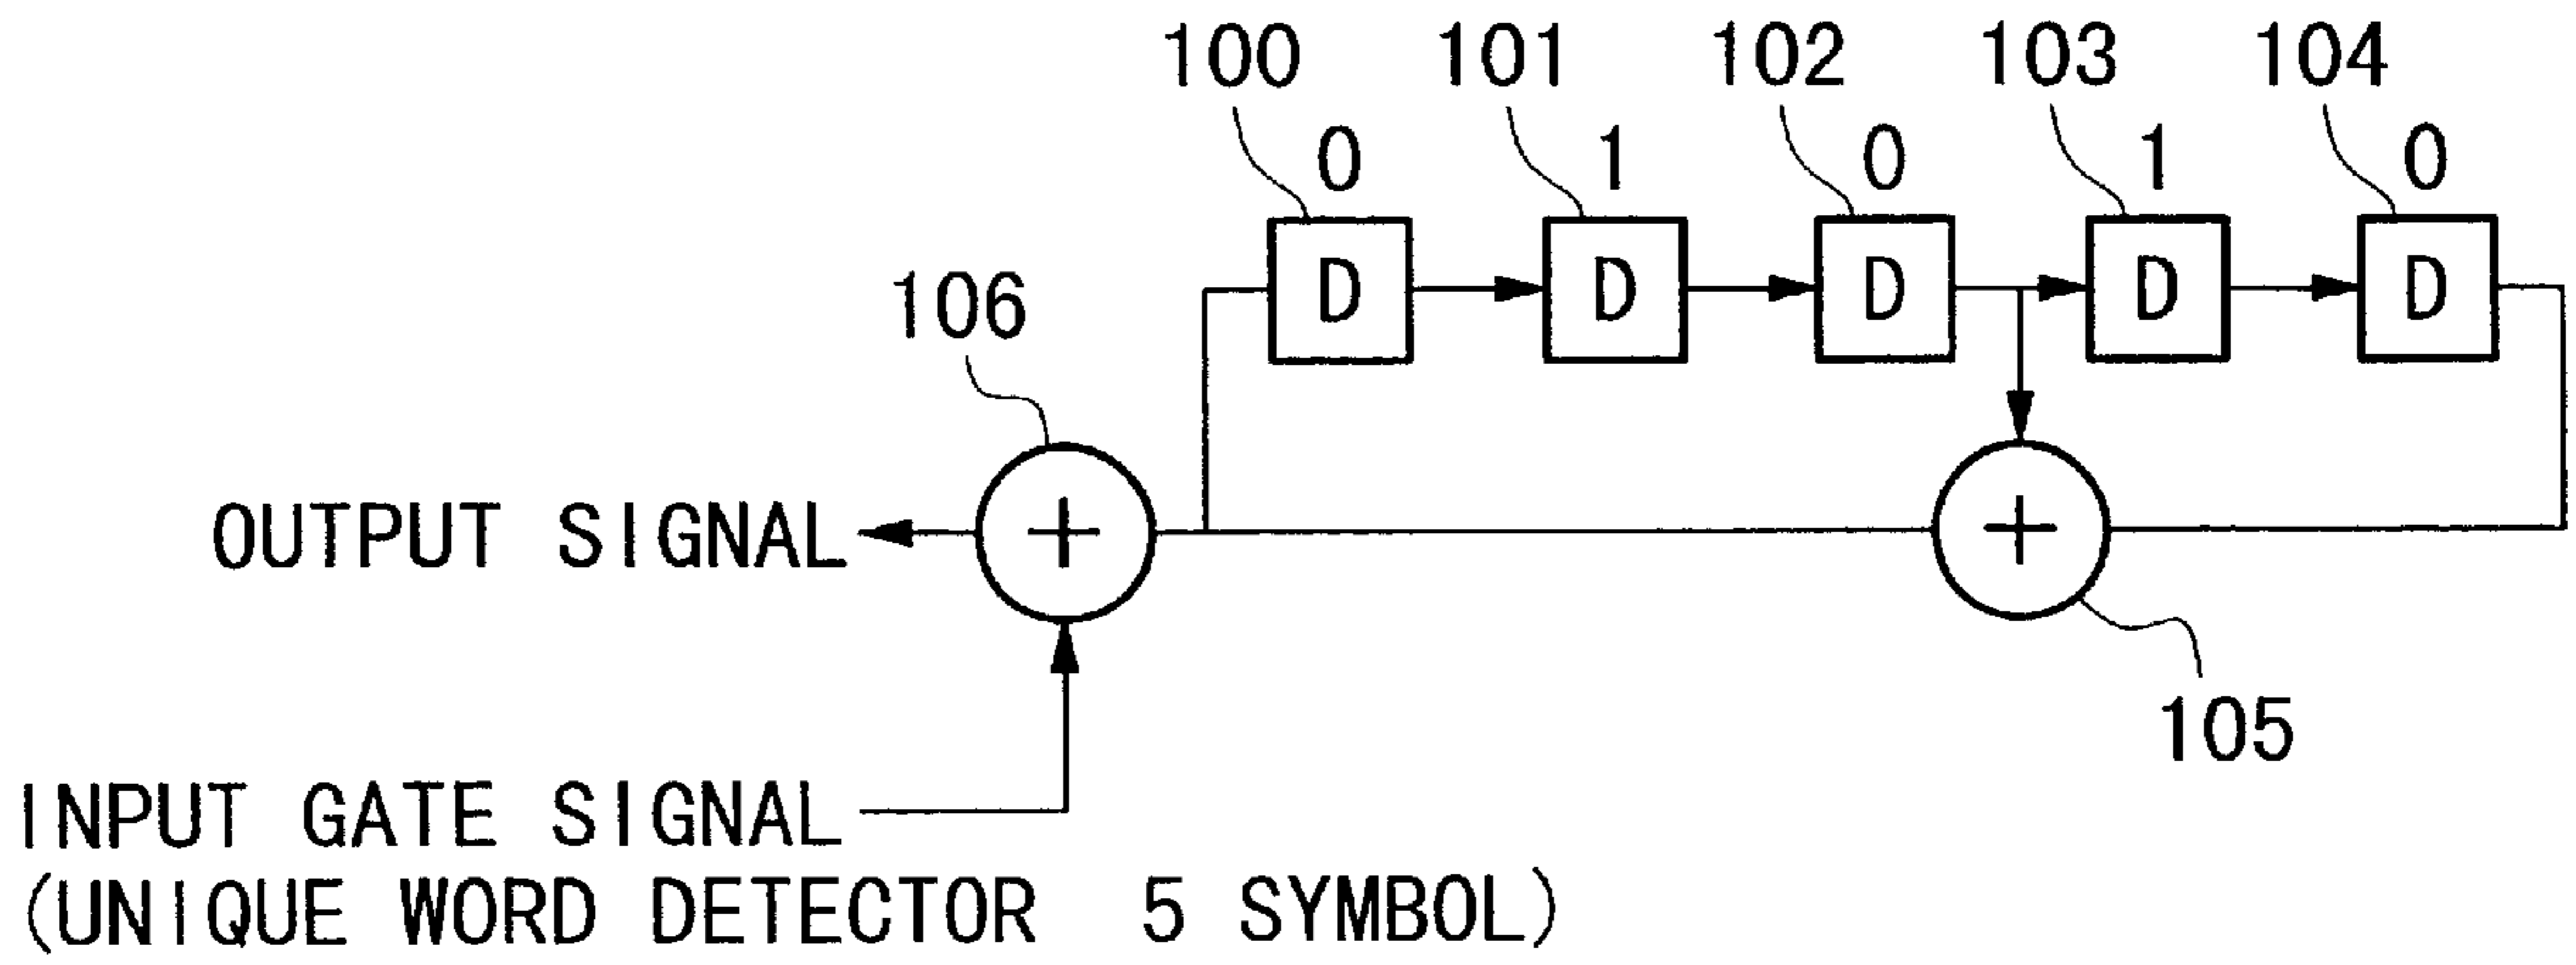 100 101 102 103 104
0 1 0 1 0
D D D D D
106
+ +
OUTPUT SIGNAL
105
INPUT GATE SIGNAL
(UNIQUE WORD DETECTOR 5 SYMBOL)